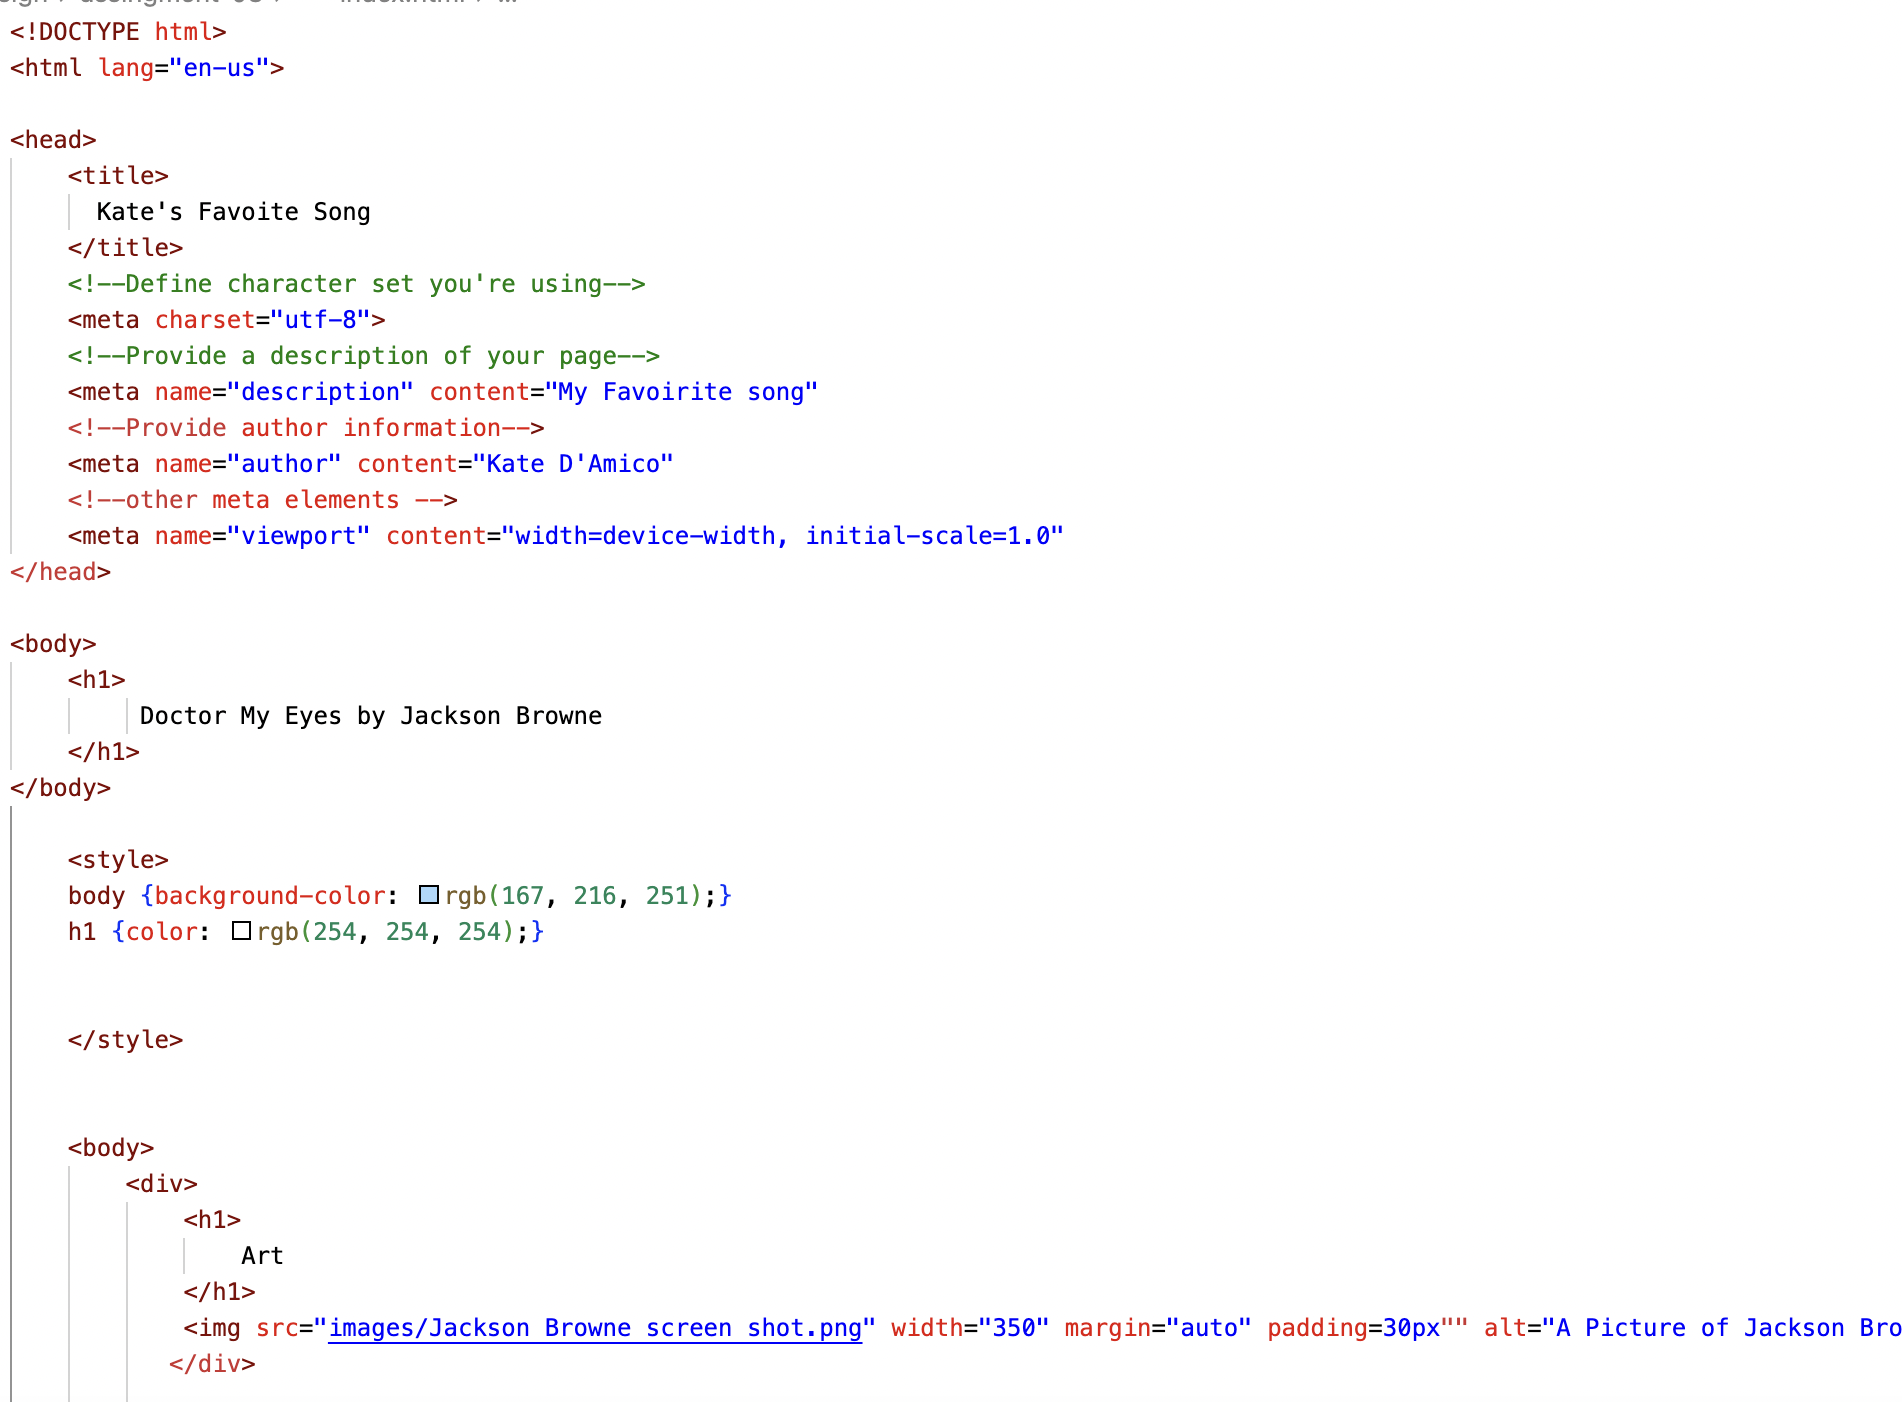 index.html
<!DOCTYPE html>
<html lang="en-us">
<head>
<title>
Kate's Favoite Song
</title>
<!--Define character set you're using-->
<meta charset="utf-8">
<!--Provide a description of your page-->
<meta name="description" content="My Favoirite song"
<!--Provide author information-->
<meta name="author" content="Kate D'Amico"
<!--other meta elements -->
<meta name="viewport" content="width=device-width, initial-scale=1.0"
</head>
<body>
<h1>
Doctor My Eyes by Jackson Browne
</h1>
</body>
<style>
body {background-color: rgb(167, 216, 251);}
h1 {color: rgb(254, 254, 254);}
</style>
<body>
<div>
<h1>
Art
</h1>
<img src="images/Jackson Browne screen shot.png" width="350" margin="auto" padding=30px"" alt="A Picture of Jackson Bro
</div>